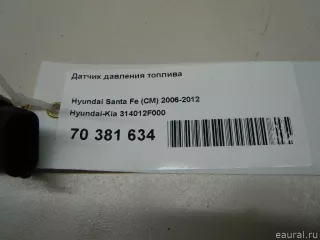 Датчик давления топлива
Hyundai Santa Fe (CM) 2006-2012
Hyundai-Kia 314012F000
70 381 634
© eaural.ru